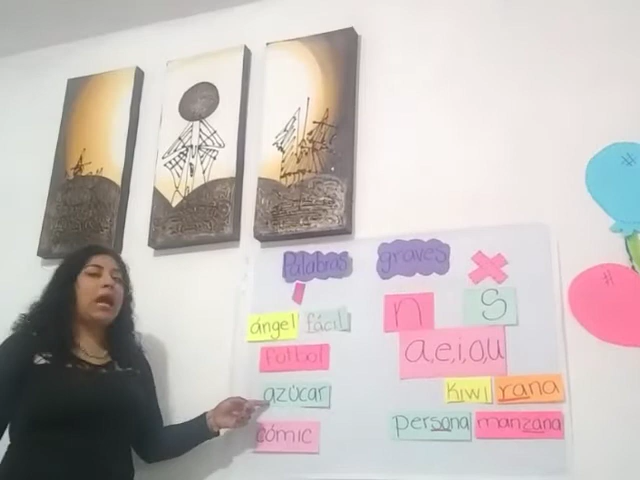 Palabras graves
n s
ángel fácil
fútbol
a,e,i,o,u
azúcar
kiwi rana
persona manzana
cómic
# #